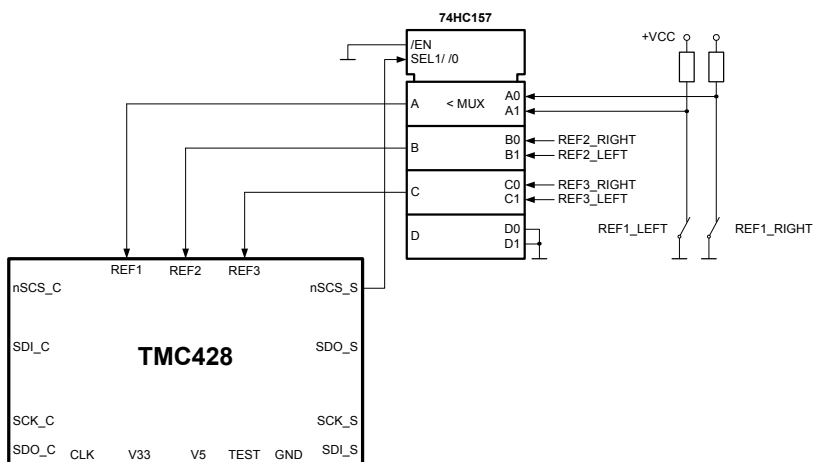 74HC157
/EN
SEL1/ /0
+VCC
A
< MUX
A0
A1
B
B0
B1
REF2_RIGHT
REF2_LEFT
C
C0
C1
REF3_RIGHT
REF3_LEFT
D
D0
D1
REF1_LEFT
REF1_RIGHT
REF1 REF2 REF3
nSCS_C
nSCS_S
SDI_C
TMC428
SDO_S
SCK_C
SCK_S
SDO_C CLK V33 V5 TEST GND SDI_S